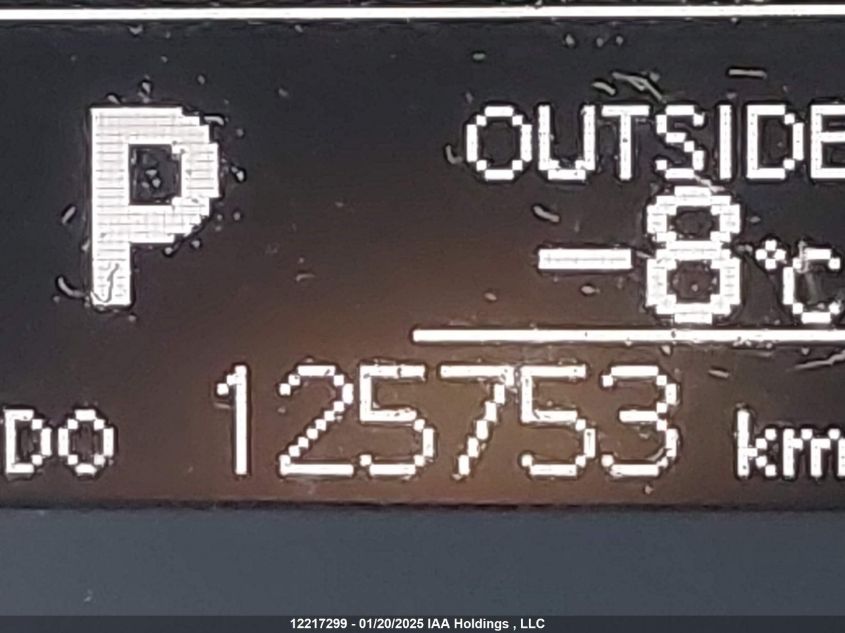 P
OUTSIDE
-8°C
DO 125753 km
12217299 - 01/20/2025 IAA Holdings , LLC